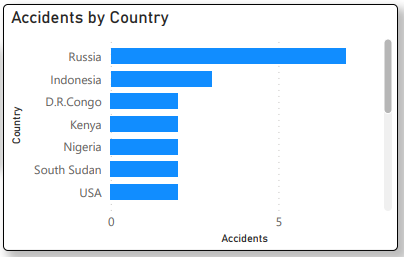 Accidents by Country
Country
Russia
Indonesia
D.R.Congo
Kenya
Nigeria
South Sudan
USA
0 5
Accidents